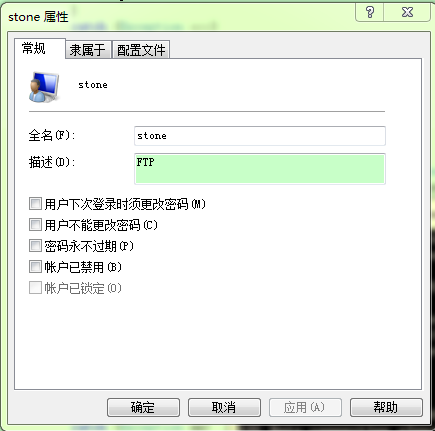 stone 属性
常规 隶属于 配置文件
stone
全名(F): stone
描述(D): FTP
用户下次登录时须更改密码(M)
用户不能更改密码(C)
密码永不过期(P)
帐户已禁用(B)
帐户已锁定(O)
确定 取消 应用(A) 帮助